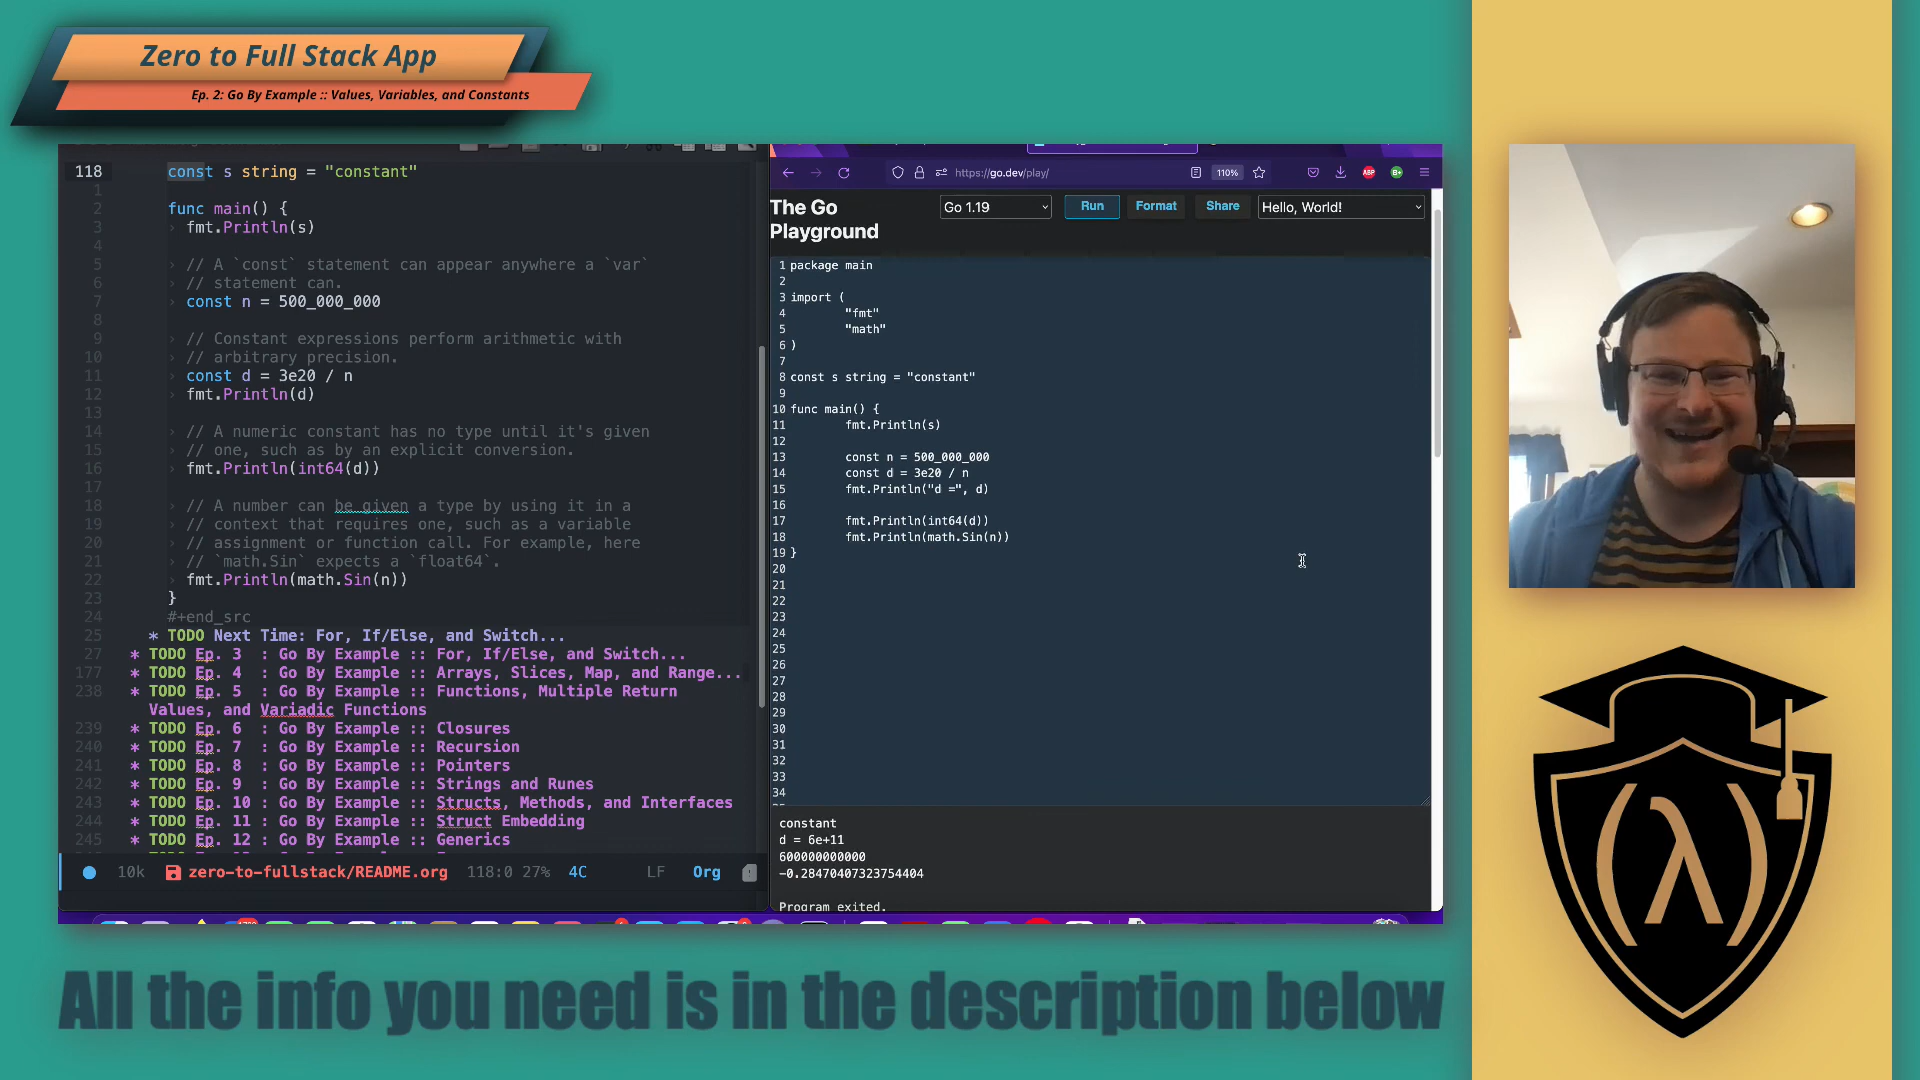 Zero to Full Stack App
Ep. 2: Go By Example :: Values, Variables, and Constants
118 const s string = "constant"
1
2 func main() {
3 fmt.Println(s)
4
5 // A `const` statement can appear anywhere a `var`
6 // statement can.
7 const n = 500_000_000
8
9 // Constant expressions perform arithmetic with
10 // arbitrary precision.
11 const d = 3e20 / n
12 fmt.Println(d)
13
14 // A numeric constant has no type until it's given
15 // one, such as by an explicit conversion.
16 fmt.Println(int64(d))
17
18 // A number can be given a type by using it in a
19 // context that requires one, such as a variable
20 // assignment or function call. For example, here
21 // `math.Sin` expects a `float64`.
22 fmt.Println(math.Sin(n))
23 }
24 #+end_src
25 * TODO Next Time: For, If/Else, and Switch...
27 * TODO Ep. 3 : Go By Example :: For, If/Else, and Switch...
177 * TODO Ep. 4 : Go By Example :: Arrays, Slices, Map, and Range...
238 * TODO Ep. 5 : Go By Example :: Functions, Multiple Return
Values, and Variadic Functions
239 * TODO Ep. 6 : Go By Example :: Closures
240 * TODO Ep. 7 : Go By Example :: Recursion
241 * TODO Ep. 8 : Go By Example :: Pointers
242 * TODO Ep. 9 : Go By Example :: Strings and Runes
243 * TODO Ep. 10 : Go By Example :: Structs, Methods, and Interfaces
244 * TODO Ep. 11 : Go By Example :: Struct Embedding
245 * TODO Ep. 12 : Go By Example :: Generics
10k zero-to-fullstack/README.org 118:0 27% 4C LF Org
https://go.dev/play/ 110% ABP B+
The Go
Playground
Go 1.19 Run Format Share Hello, World!
1 package main
2
3 import (
4 "fmt"
5 "math"
6 )
7
8 const s string = "constant"
9
10 func main() {
11 fmt.Println(s)
12
13 const n = 500_000_000
14 const d = 3e20 / n
15 fmt.Println("d =", d)
16
17 fmt.Println(int64(d))
18 fmt.Println(math.Sin(n))
19 }
20
21
22
23
24
25
26
27
28
29
30
31
32
33
34
constant
d = 6e+11
600000000000
-0.28470407323754404
Program exited.
(λ)
All the info you need is in the description below